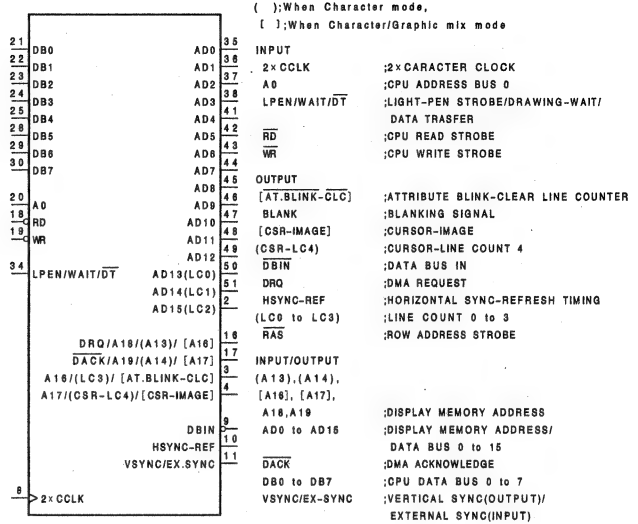 ( );When Character mode,
[ ];When Character/Graphic mix mode
21 DB0
22 DB1
23 DB2
24 DB3
25 DB4
28 DB5
29 DB6
30 DB7
20 A0
18 RD
19 WR
34 LPEN/WAIT/DT
8 2×CCLK
AD0 35
AD1 36
AD2 37
AD3 38
AD4 41
AD5 42
AD6 43
AD7 44
AD8 45
AD9 46
AD10 47
AD11 48
AD12 49
AD13(LC0) 50
AD14(LC1) 51
AD15(LC2) 2
DRQ/A18/(A13)/ [A16] 16
DACK/A19/(A14)/ [A17] 17
A16/(LC3)/ [AT.BLINK-CLC] 3
A17/(CSR-LC4)/[CSR-IMAGE] 4
DBIN 9
HSYNC-REF 10
VSYNC/EX.SYNC 11
INPUT
2×CCLK ;2×CARACTER CLOCK
A0 ;CPU ADDRESS BUS 0
LPEN/WAIT/DT ;LIGHT-PEN STROBE/DRAWING-WAIT/
DATA TRASFER
RD ;CPU READ STROBE
WR ;CPU WRITE STROBE
OUTPUT
[AT.BLINK-CLC] ;ATTRIBUTE BLINK-CLEAR LINE COUNTER
BLANK ;BLANKING SIGNAL
[CSR-IMAGE] ;CURSOR-IMAGE
(CSR-LC4) ;CURSOR-LINE COUNT 4
DBIN ;DATA BUS IN
DRQ ;DMA REQUEST
HSYNC-REF ;HORIZONTAL SYNC-REFRESH TIMING
(LC0 to LC3) ;LINE COUNT 0 to 3
RAS ;ROW ADDRESS STROBE
INPUT/OUTPUT
(A13),(A14),
[A16], [A17],
A18,A19 ;DISPLAY MEMORY ADDRESS
AD0 to AD15 ;DISPLAY MEMORY ADDRESS/
DATA BUS 0 to 15
DACK ;DMA ACKNOWLEDGE
DB0 to DB7 ;CPU DATA BUS 0 to 7
VSYNC/EX-SYNC ;VERTICAL SYNC(OUTPUT)/
EXTERNAL SYNC(INPUT)